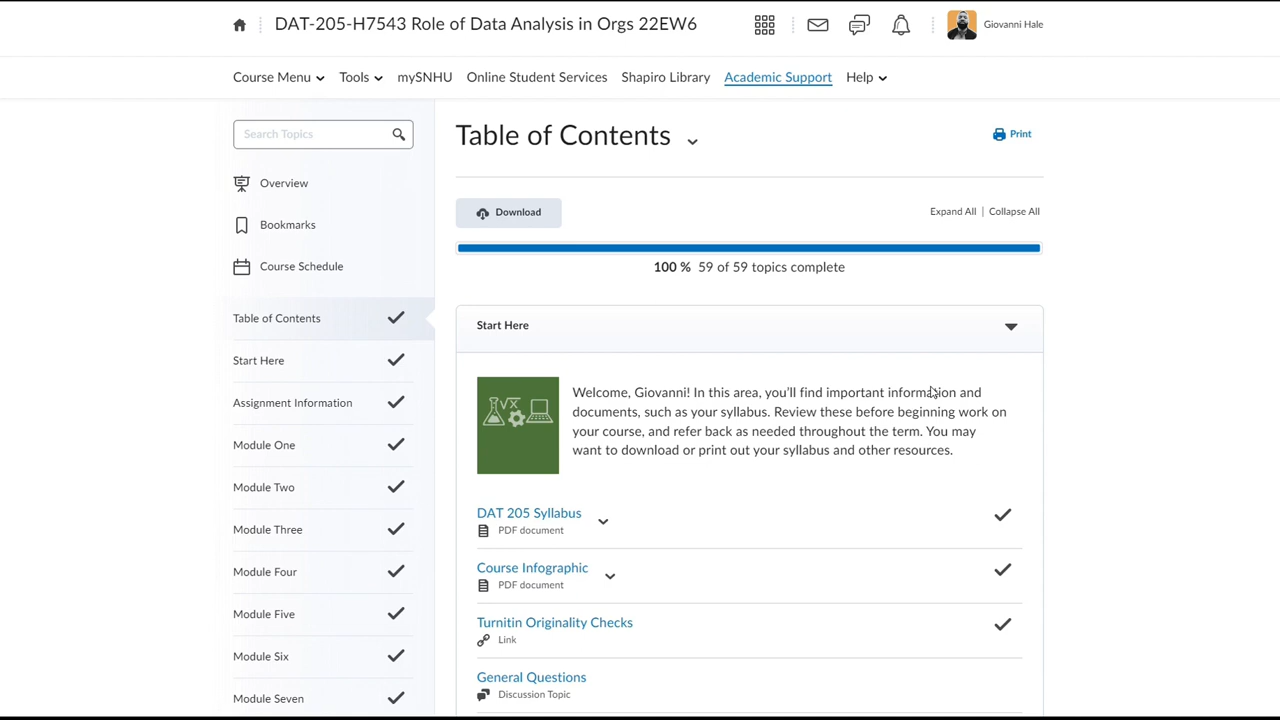 DAT-205-H7543 Role of Data Analysis in Orgs 22EW6
Giovanni Hale
Course Menu Tools mySNHU Online Student Services Shapiro Library Academic Support Help
Search Topics
Overview
Bookmarks
Course Schedule
Table of Contents
Start Here
Assignment Information
Module One
Module Two
Module Three
Module Four
Module Five
Module Six
Module Seven
Table of Contents
Print
Download
Expand All | Collapse All
100 % 59 of 59 topics complete
Start Here
√X
Welcome, Giovanni! In this area, you'll find important information and
documents, such as your syllabus. Review these before beginning work on
your course, and refer back as needed throughout the term. You may
want to download or print out your syllabus and other resources.
DAT 205 Syllabus
PDF document
Course Infographic
PDF document
Turnitin Originality Checks
Link
General Questions
Discussion Topic